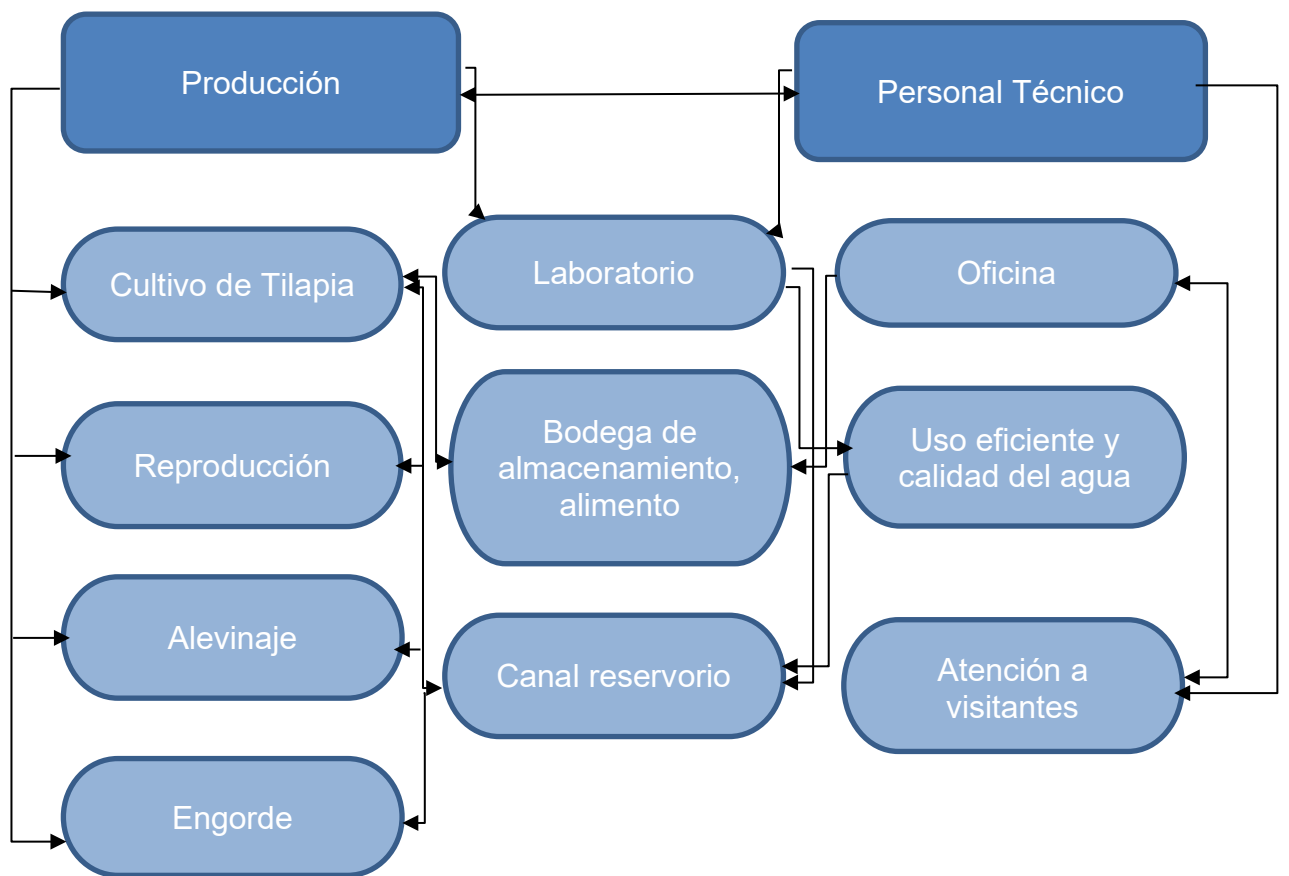 Producción
Personal Técnico
Cultivo de Tilapia
Laboratorio
Oficina
Reproducción
Bodega de
almacenamiento,
alimento
Uso eficiente y
calidad del agua
Alevinaje
Canal reservorio
Atención a
visitantes
Engorde